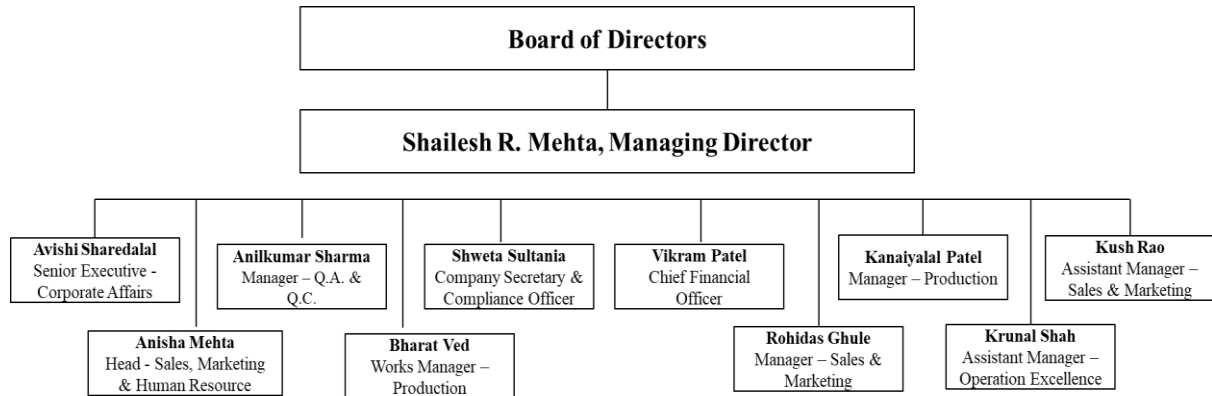 Board of Directors
Shailesh R. Mehta, Managing Director
Avishi Sharedalal
Senior Executive -
Corporate Affairs
Anilkumar Sharma
Manager – Q.A. &
Q.C.
Shweta Sultania
Company Secretary &
Compliance Officer
Vikram Patel
Chief Financial
Officer
Kanaiyalal Patel
Manager – Production
Kush Rao
Assistant Manager –
Sales & Marketing
Anisha Mehta
Head - Sales, Marketing
& Human Resource
Bharat Ved
Works Manager –
Production
Rohidas Ghule
Manager – Sales &
Marketing
Krunal Shah
Assistant Manager –
Operation Excellence